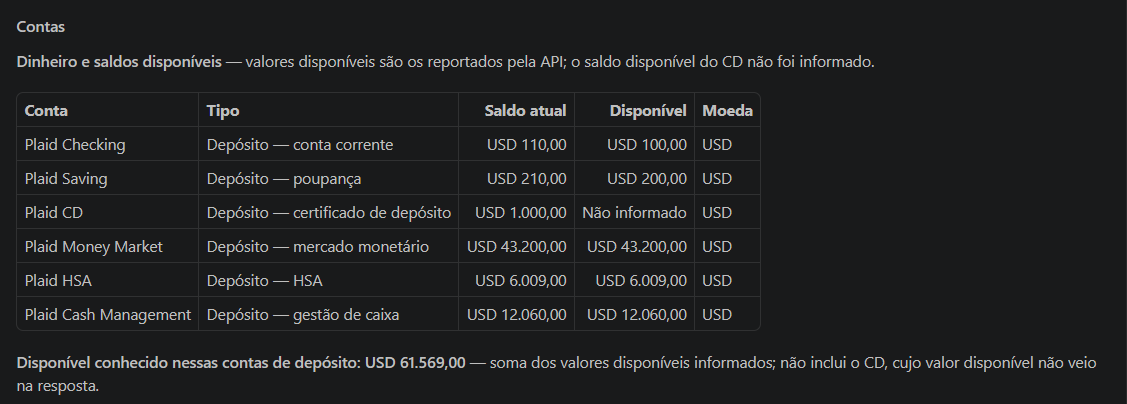 Contas
Dinheiro e saldos disponíveis — valores disponíveis são os reportados pela API; o saldo disponível do CD não foi informado.
Conta Tipo Saldo atual Disponível Moeda
Plaid Checking Depósito — conta corrente USD 110,00 USD 100,00 USD
Plaid Saving Depósito — poupança USD 210,00 USD 200,00 USD
Plaid CD Depósito — certificado de depósito USD 1.000,00 Não informado USD
Plaid Money Market Depósito — mercado monetário USD 43.200,00 USD 43.200,00 USD
Plaid HSA Depósito — HSA USD 6.009,00 USD 6.009,00 USD
Plaid Cash Management Depósito — gestão de caixa USD 12.060,00 USD 12.060,00 USD
Disponível conhecido nessas contas de depósito: USD 61.569,00 — soma dos valores disponíveis informados; não inclui o CD, cujo valor disponível não veio
na resposta.